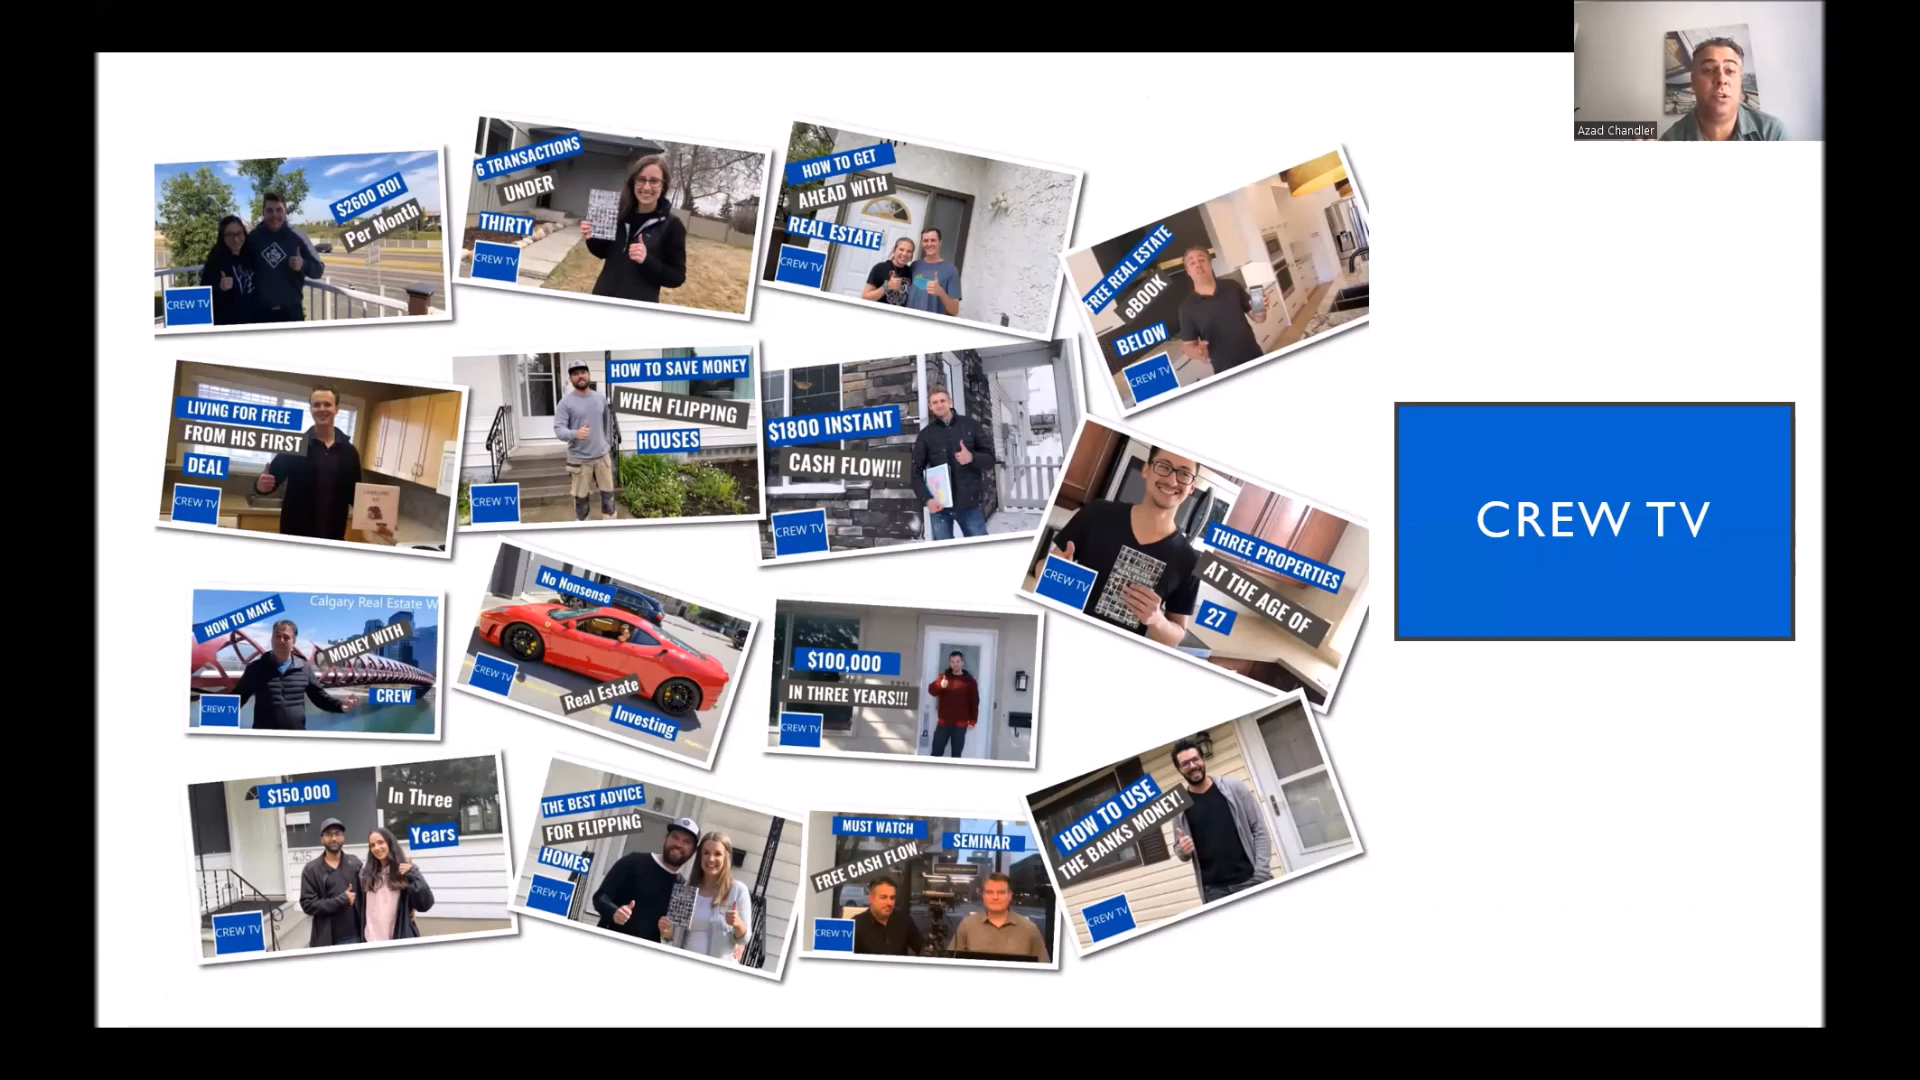 Azad Chandler
$2600 ROI
Per Month
CREW TV
6 TRANSACTIONS
UNDER
THIRTY
CREW TV
HOW TO GET
AHEAD WITH
REAL ESTATE
CREW TV
FREE REAL ESTATE
eBOOK
BELOW
CREW TV
LIVING FOR FREE
FROM HIS FIRST
DEAL
CREW TV
HOW TO SAVE MONEY
WHEN FLIPPING
HOUSES
CREW TV
$1800 INSTANT
CASH FLOW!!!
CREW TV
THREE PROPERTIES
AT THE AGE OF
27
CREW TV
CREW TV
Calgary Real Estate W
HOW TO MAKE
MONEY WITH
CREW
CREW TV
No Nonsense
Real Estate
Investing
CREW TV
$100,000
IN THREE YEARS!!!
CREW TV
$150,000
In Three
Years
435
CREW TV
THE BEST ADVICE
FOR FLIPPING
HOMES
CREW TV
MUST WATCH
SEMINAR
FREE CASH FLOW
CREW TV
HOW TO USE
THE BANKS MONEY!
CREW TV